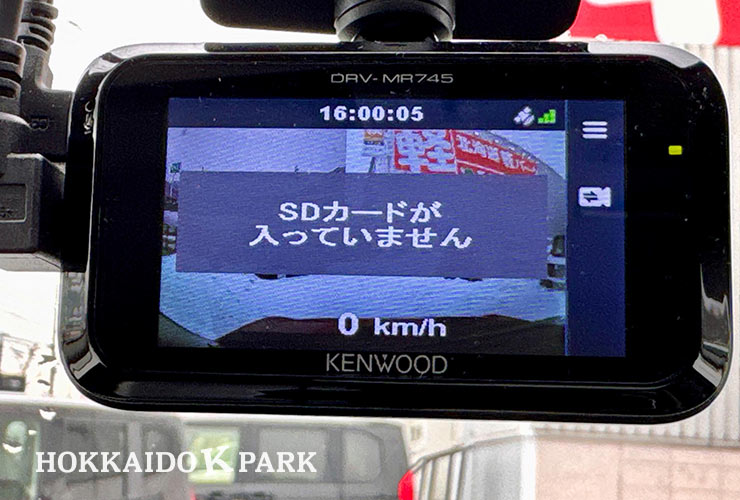 DRV-MR745
16:00:05
SDカードが
入っていません
0 km/h
KENWOOD
HOKKAIDO K PARK